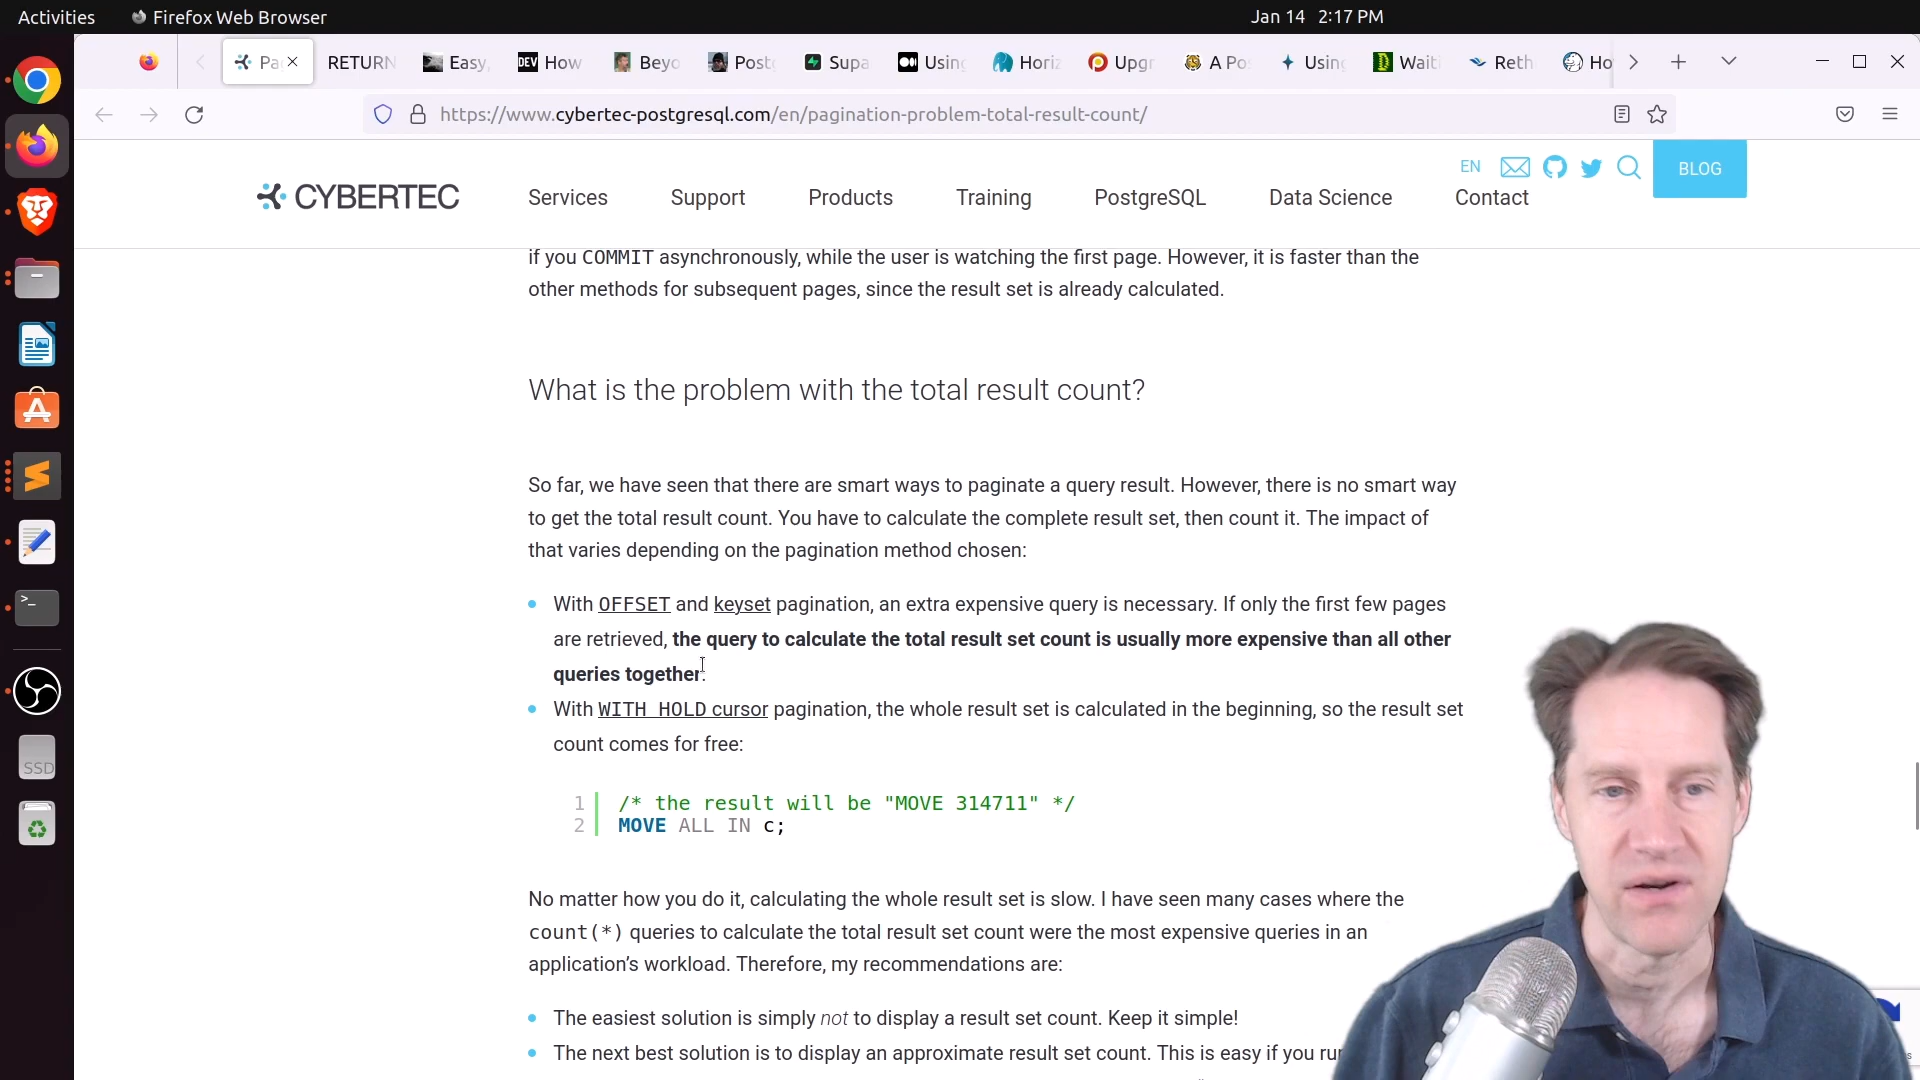 Activities
Firefox Web Browser
Jan 14 2:17 PM
Pa
RETURN
Easy,
DEV How
Beyo
Post
Supa
Using
Horiz
Upgr
A Po
Using
Wait
Reth
Ho
https://www.cybertec-postgresql.com/en/pagination-problem-total-result-count/
EN
BLOG
CYBERTEC
Services
Support
Products
Training
PostgreSQL
Data Science
Contact
if you COMMIT asynchronously, while the user is watching the first page. However, it is faster than the
other methods for subsequent pages, since the result set is already calculated.
What is the problem with the total result count?
So far, we have seen that there are smart ways to paginate a query result. However, there is no smart way
to get the total result count. You have to calculate the complete result set, then count it. The impact of
that varies depending on the pagination method chosen:
With OFFSET and keyset pagination, an extra expensive query is necessary. If only the first few pages
are retrieved, the query to calculate the total result set count is usually more expensive than all other
queries together.
With WITH HOLD cursor pagination, the whole result set is calculated in the beginning, so the result set
count comes for free:
1 /* the result will be "MOVE 314711" */
2 MOVE ALL IN c;
No matter how you do it, calculating the whole result set is slow. I have seen many cases where the
count(*) queries to calculate the total result set count were the most expensive queries in an
application's workload. Therefore, my recommendations are:
The easiest solution is simply not to display a result set count. Keep it simple!
The next best solution is to display an approximate result set count. This is easy if you run
SSD